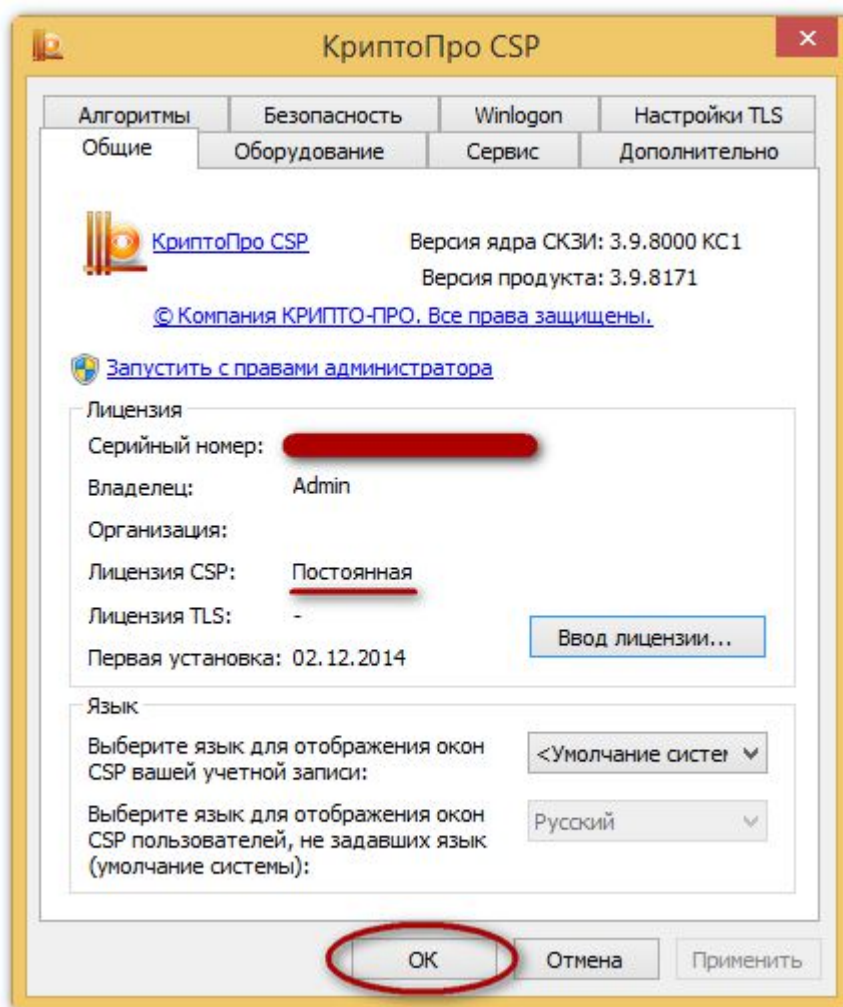 КриптоПро CSP
Алгоритмы Безопасность Winlogon Настройки TLS
Общие Оборудование Сервис Дополнительно
КриптоПро CSP Версия ядра СКЗИ: 3.9.8000 КС1
Версия продукта: 3.9.8171
© Компания КРИПТО-ПРО. Все права защищены.
Запустить с правами администратора
Лицензия
Серийный номер:
Владелец: Admin
Организация:
Лицензия CSP: Постоянная
Лицензия TLS: -
Ввод лицензии...
Первая установка: 02.12.2014
Язык
Выберите язык для отображения окон
CSP вашей учетной записи:
<Умолчание систег
Выберите язык для отображения окон
CSP пользователей, не задавших язык
(умолчание системы):
Русский
ОК Отмена Применить